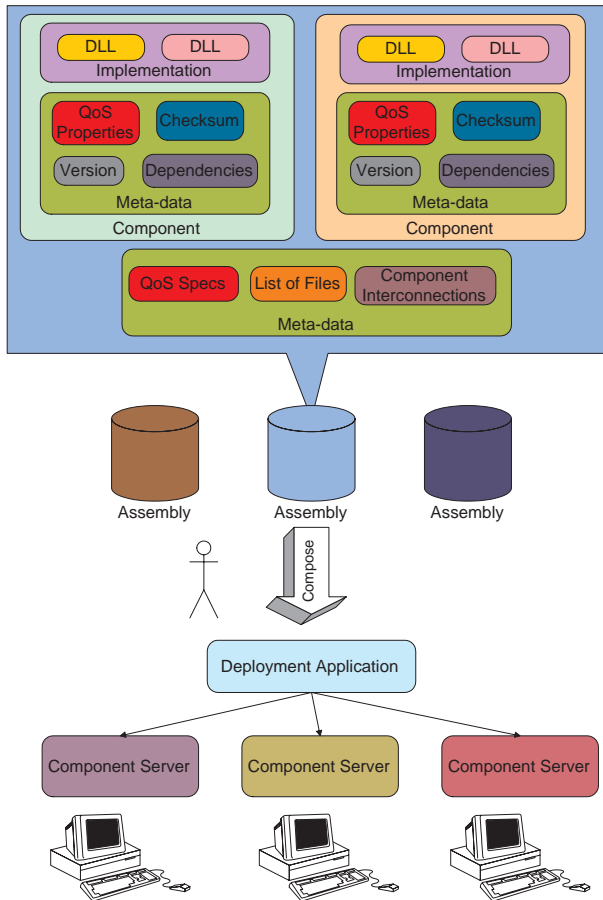 DLL DLL
Implementation
QoS
Properties
Checksum
Version
Dependencies
Meta-data
Component
DLL DLL
Implementation
QoS
Properties
Checksum
Version
Dependencies
Meta-data
Component
QoS Specs
List of Files
Component
Interconnections
Meta-data
Assembly
Assembly
Assembly
Compose
Deployment Application
Component Server
Component Server
Component Server